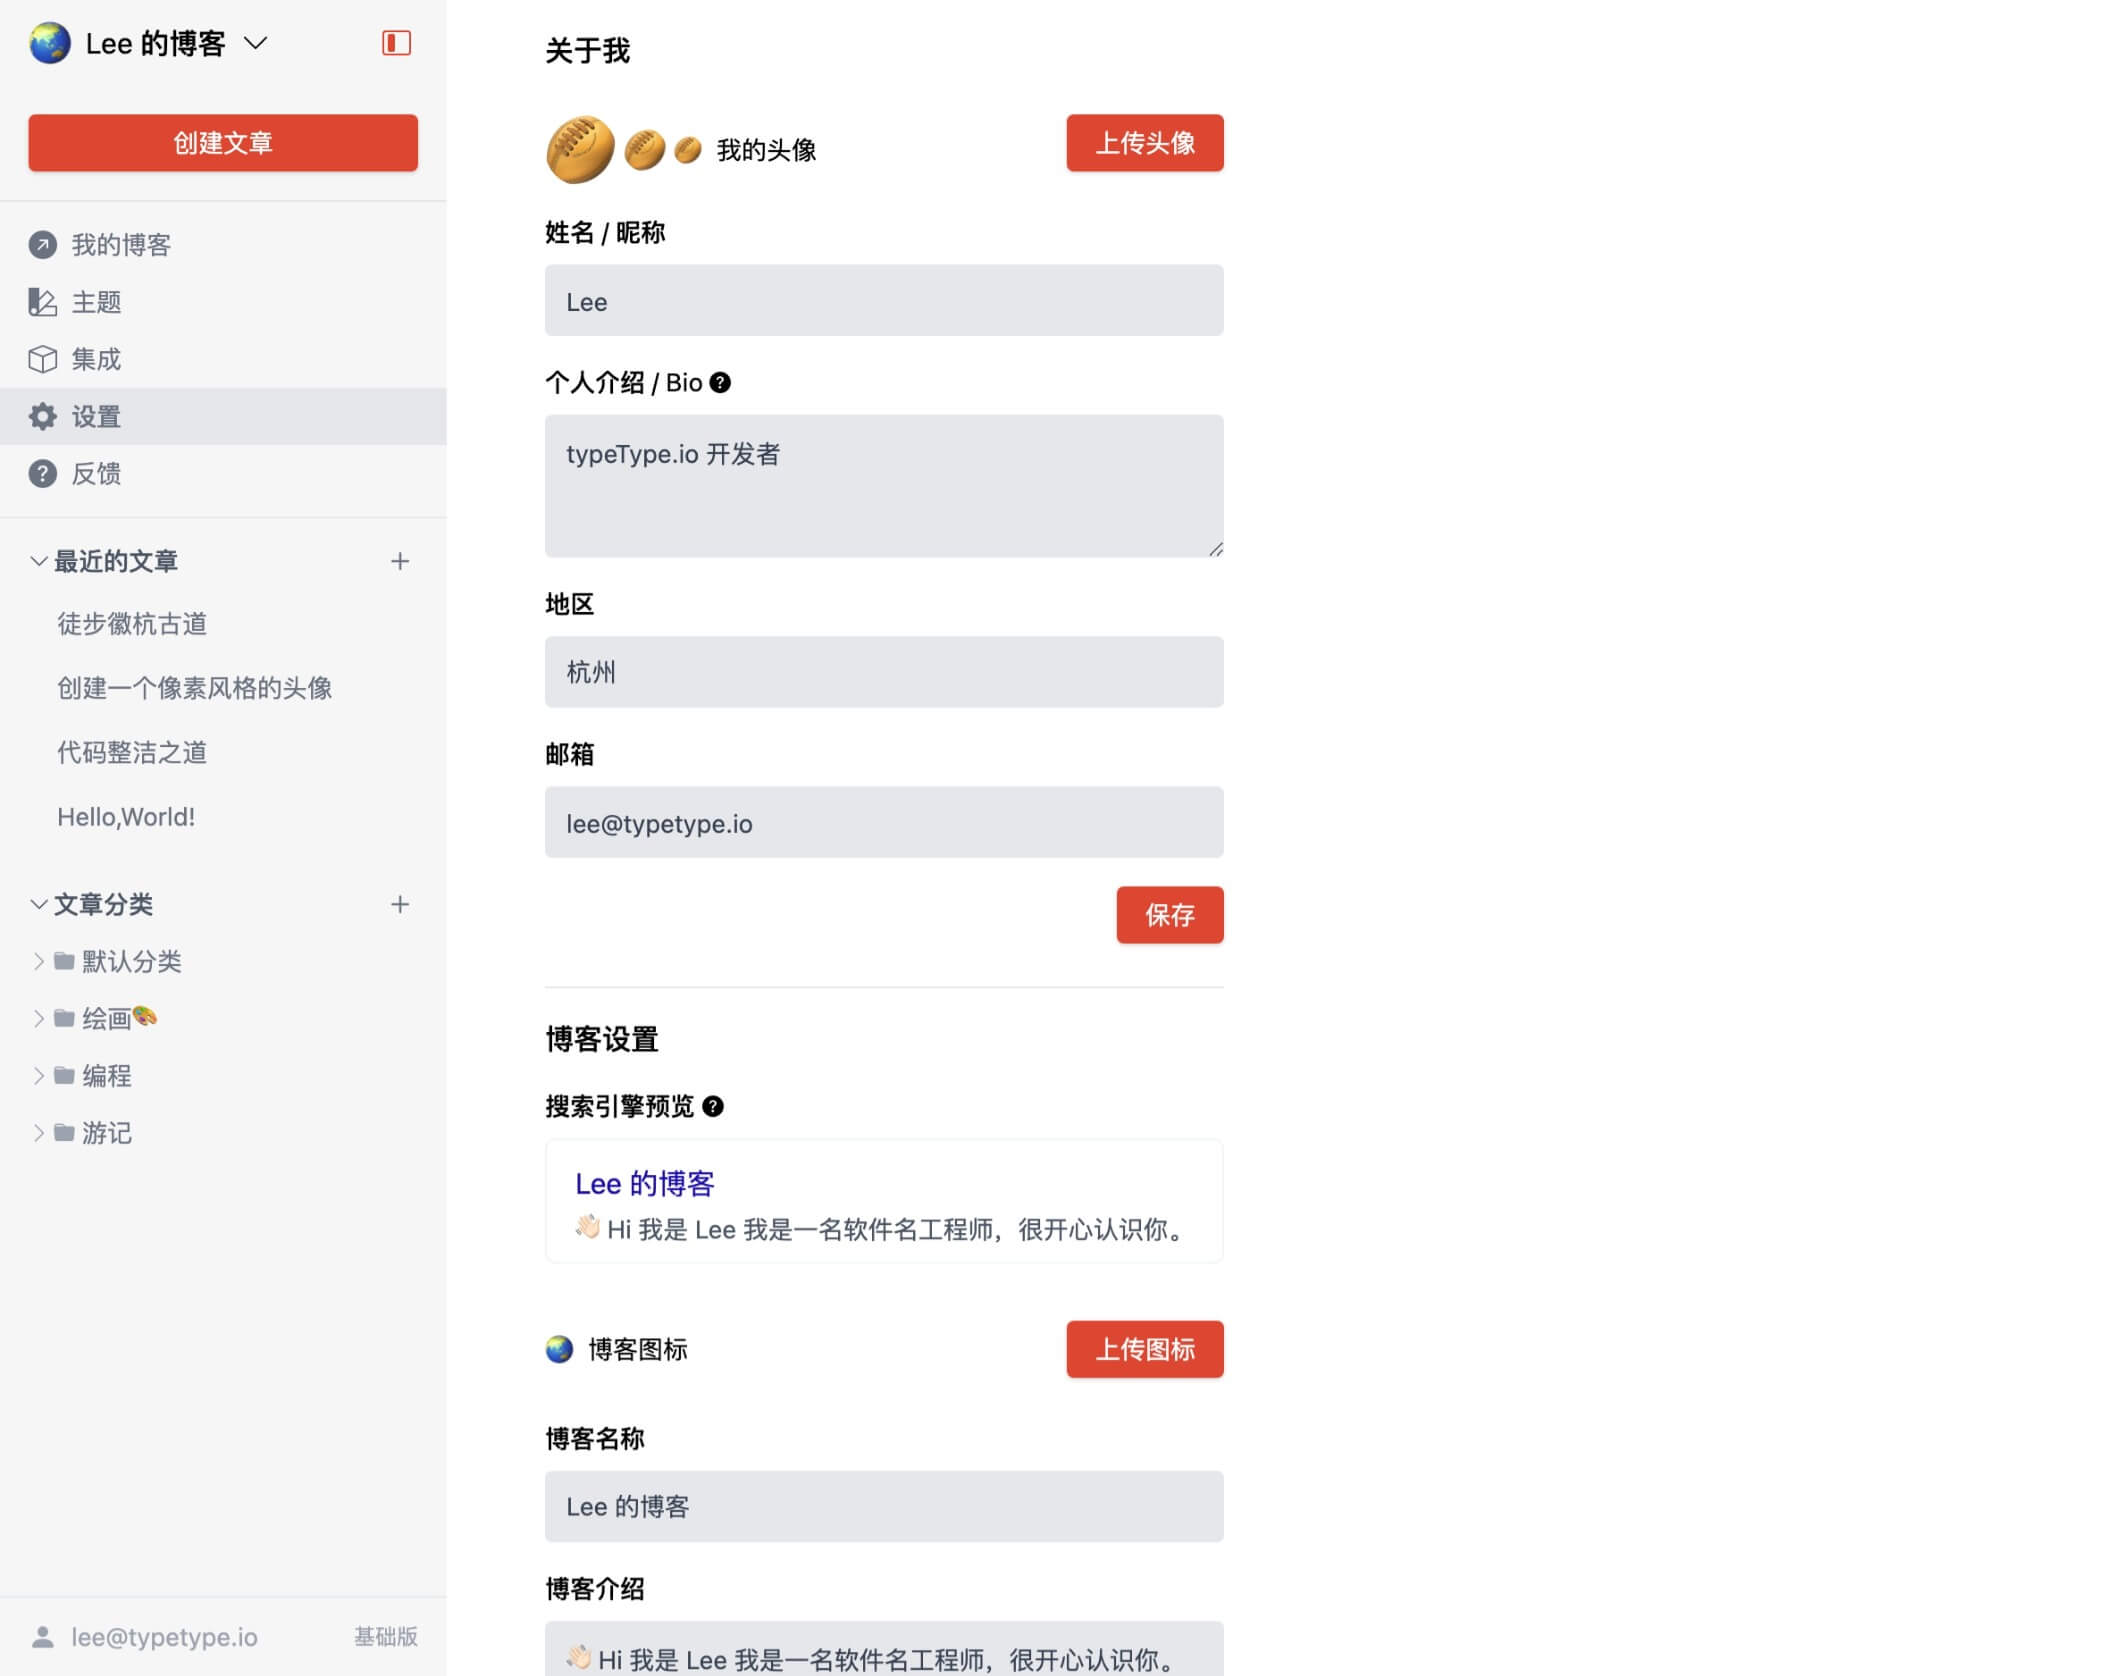 Lee 的博客
创建文章
我的博客
主题
集成
设置
反馈
最近的文章
徒步徽杭古道
创建一个像素风格的头像
代码整洁之道
Hello,World!
文章分类
默认分类
绘画🎨
编程
游记
lee@typetype.io 基础版
关于我
我的头像 上传头像
姓名 / 昵称
Lee
个人介绍 / Bio
typeType.io 开发者
地区
杭州
邮箱
lee@typetype.io
保存
博客设置
搜索引擎预览
Lee 的博客
👋🏻 Hi 我是 Lee 我是一名软件名工程师，很开心认识你。
博客图标 上传图标
博客名称
Lee 的博客
博客介绍
👋🏻 Hi 我是 Lee 我是一名软件名工程师，很开心认识你。